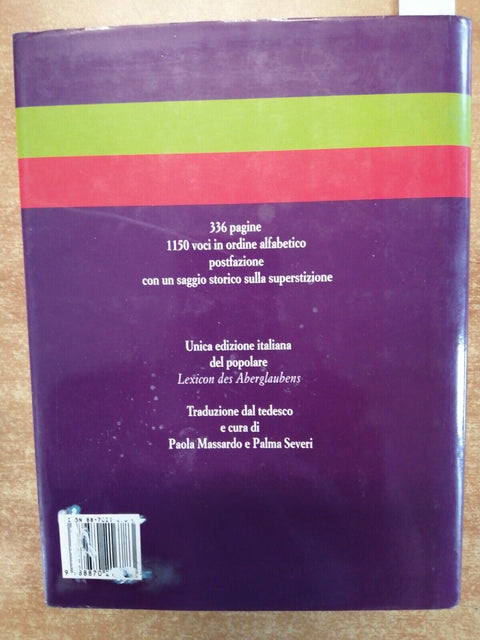 336 pagine
1150 voci in ordine alfabetico
postfazione
con un saggio storico sulla superstizione
Unica edizione italiana
del popolare
Lexicon des Aberglaubens
Traduzione dal tedesco
e cura di
Paola Massardo e Palma Severi